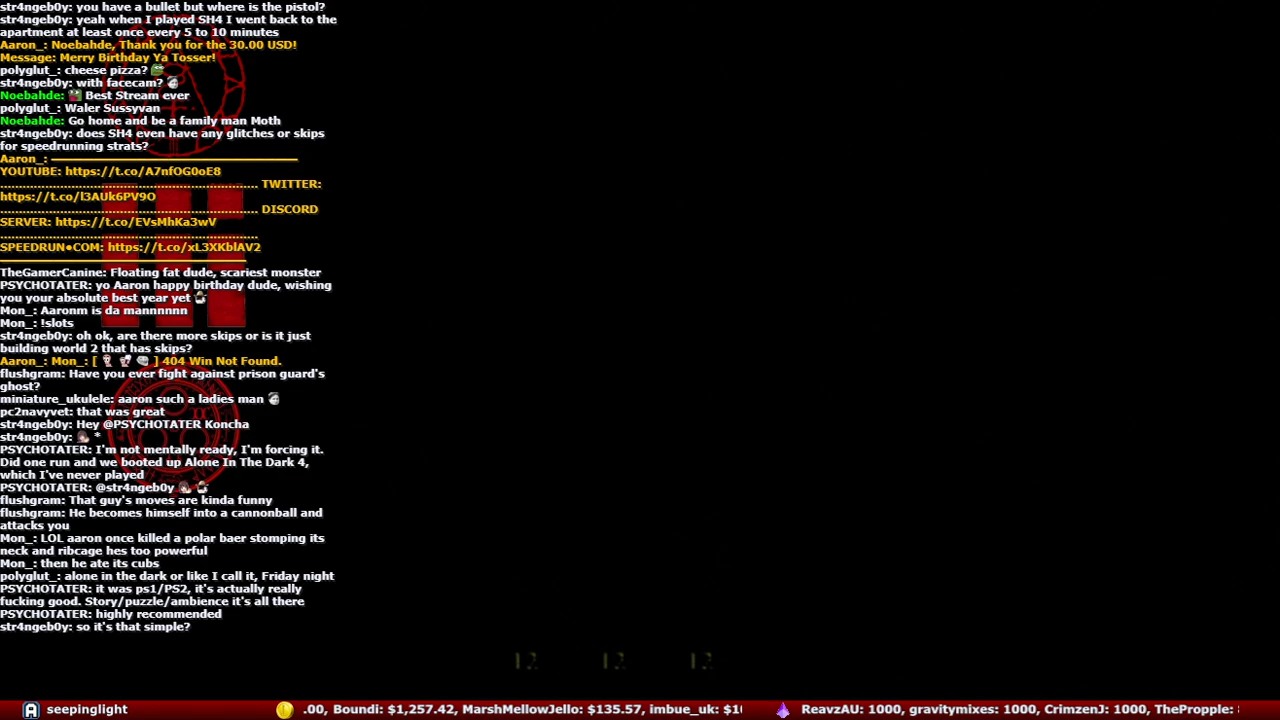 str4ngeb0y: you have a bullet but where is the pistol?
str4ngeb0y: yeah when I played SH4 I went back to the
apartment at least once every 5 to 10 minutes
Aaron_: Noebahde, Thank you for the 30.00 USD!
Message: Merry Birthday Ya Tosser!
polyglut_: cheese pizza?
str4ngeb0y: with facecam?
Noebahde: Best Stream ever
polyglut_: Waler Sussyvan
Noebahde: Go home and be a family man Moth
str4ngeb0y: does SH4 even have any glitches or skips
for speedrunning strats?
Aaron_:
YOUTUBE: https://t.co/A7nfOG0oE8
TWITTER:
https://t.co/l3AUk6PV9O
DISCORD
SERVER: https://t.co/EVsMhKa3wV
SPEEDRUN●COM: https://t.co/xL3XKblAV2
TheGamerCanine: Floating fat dude, scariest monster
PSYCHOTATER: yo Aaron happy birthday dude, wishing
you your absolute best year yet
Mon_: Aaronm is da mannnnnn
Mon_: !slots
str4ngeb0y: oh ok, are there more skips or is it just
building world 2 that has skips?
Aaron_: Mon_: [ ] 404 Win Not Found.
flushgram: Have you ever fight against prison guard's
ghost?
miniature_ukulele: aaron such a ladies man
pc2navyvet: that was great
str4ngeb0y: Hey @PSYCHOTATER Koncha
str4ngeb0y: *
PSYCHOTATER: I'm not mentally ready, I'm forcing it.
Did one run and we booted up Alone In The Dark 4,
which I've never played
PSYCHOTATER: @str4ngeb0y
flushgram: That guy's moves are kinda funny
flushgram: He becomes himself into a cannonball and
attacks you
Mon_: LOL aaron once killed a polar baer stomping its
neck and ribcage hes too powerful
Mon_: then he ate its cubs
polyglut_: alone in the dark or like I call it, Friday night
PSYCHOTATER: it was ps1/PS2, it's actually really
fucking good. Story/puzzle/ambience it's all there
PSYCHOTATER: highly recommended
str4ngeb0y: so it's that simple?
12 12 12
seepinglight .00, Boundi: $1,257.42, MarshMellowJello: $135.57, imbue_uk: ReavzAU: 1000, gravitymixes: 1000, CrimzenJ: 1000, ThePropple: